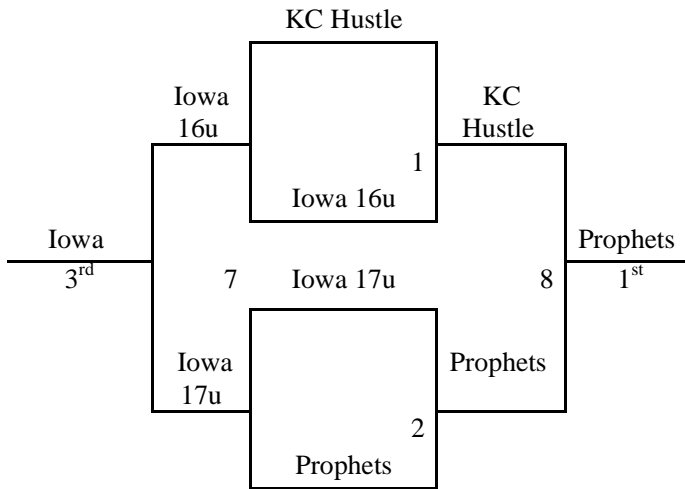 KC Hustle
Iowa
16u
KC
Hustle
1
Iowa 16u
Iowa
3rd
7
Iowa 17u
8
Prophets
1st
Iowa
17u
Prophets
2
Prophets